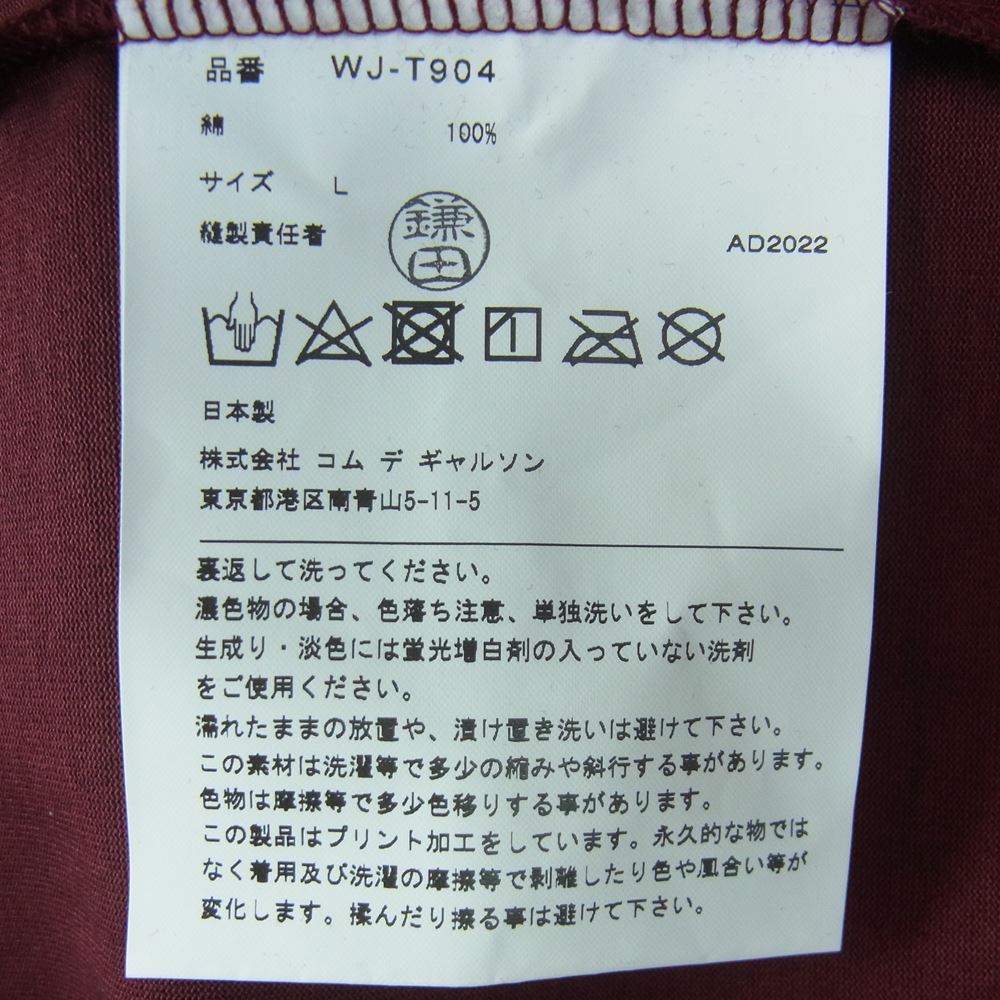 品番 WJ-T904
綿 100%
サイズ L
縫製責任者 鎌田 AD2022
日本製
株式会社 コム デ ギャルソン
東京都港区南青山5-11-5
裏返して洗ってください。
濃色物の場合、色落ち注意、単独洗いをして下さい。
生成り・淡色には蛍光増白剤の入っていない洗剤
をご使用ください。
濡れたままの放置や、漬け置き洗いは避けて下さい。
この素材は洗濯等で多少の縮みや斜行する事があります。
色物は摩擦等で多少色移りする事があります。
この製品はプリント加工をしています。永久的な物では
なく着用及び洗濯の摩擦等で剥離したり色や風合い等が
変化します。揉んだり擦る事は避けて下さい。